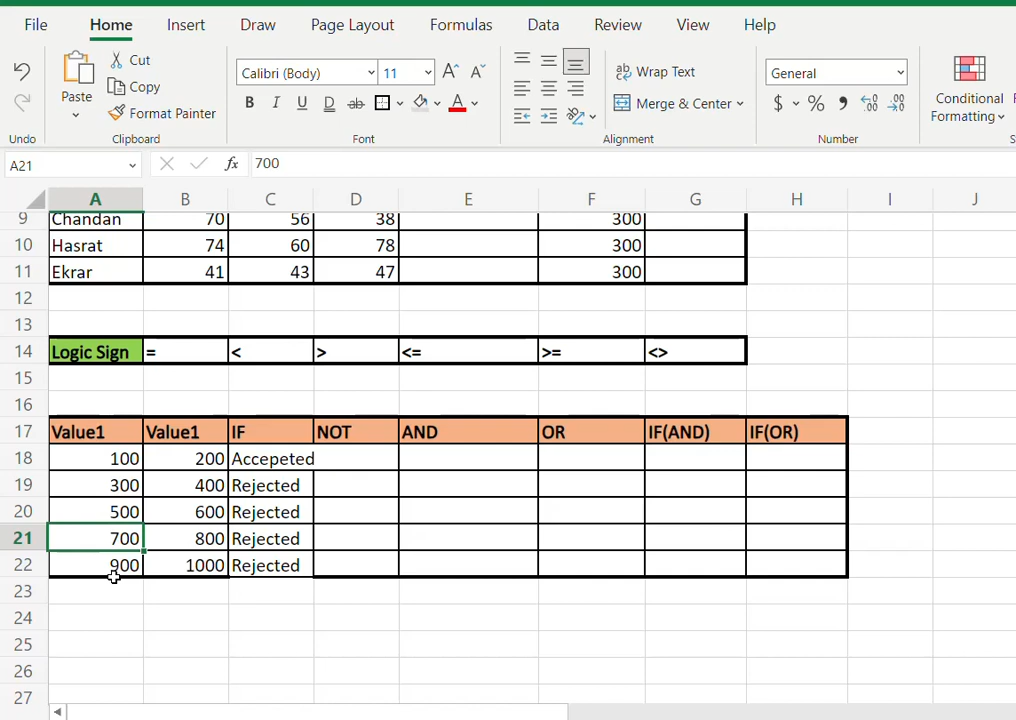 File Home Insert Draw Page Layout Formulas Data Review View Help
Paste Cut Copy Format Painter
Calibri (Body) 11 A A
B I U D ab A
Wrap Text
Merge & Center
General
$ % , .00
Conditional Formatting
Undo Clipboard Font Alignment Number
A21 fx 700
A B C D E F G H I J
9 Chandan 70 56 38 300
10 Hasrat 74 60 78 300
11 Ekrar 41 43 47 300
12
13
14 Logic Sign = < > <= >= <>
15
16
17 Value1 Value1 IF NOT AND OR IF(AND) IF(OR)
18 100 200 Accepeted
19 300 400 Rejected
20 500 600 Rejected
21 700 800 Rejected
22 900 1000 Rejected
23
24
25
26
27